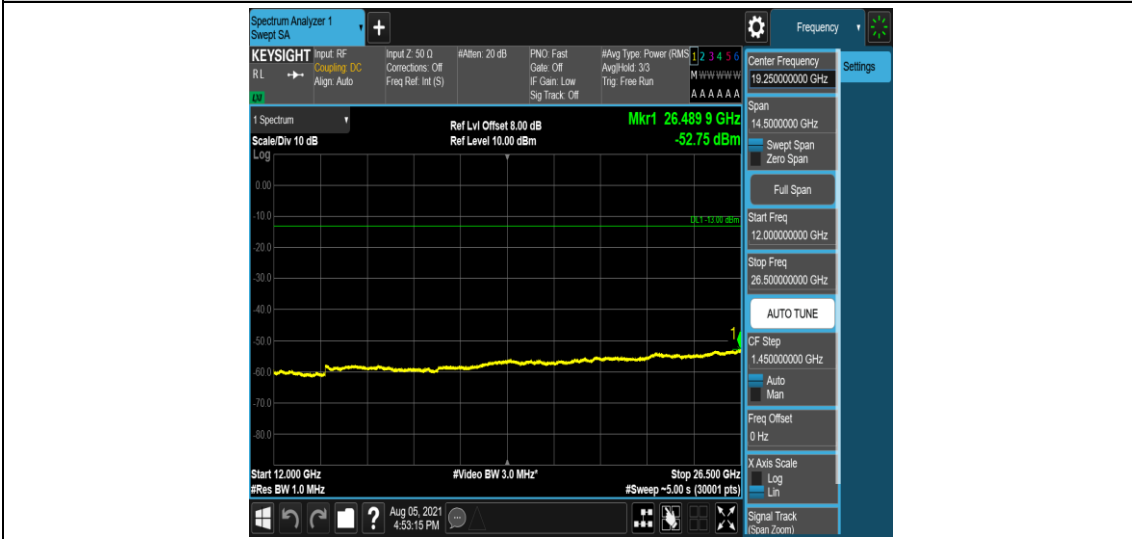 Spectrum Analyzer 1
Swept SA
Frequency
KEYSIGHT
Input: RF
Input Z: 50 Ω
#Atten: 20 dB
PNO: Fast
#Avg Type: Power (RMS
1 2 3 4 5 6
RL
Coupling: DC
Corrections: Off
Gate: Off
Avg|Hold: 3/3
M W W W W W
Align: Auto
Freq Ref: Int (S)
IF Gain: Low
Trig: Free Run
Sig Track: Off
A A A A A A
1 Spectrum
Ref Lvl Offset 8.00 dB
Mkr1 26.489 9 GHz
Scale/Div 10 dB
Ref Level 10.00 dBm
-52.75 dBm
Log
0.00
-10.0
DL1 -13.00 dBm
-20.0
-30.0
-40.0
1
-50.0
-60.0
-70.0
-80.0
Start 12.000 GHz
#Video BW 3.0 MHz*
Stop 26.500 GHz
#Res BW 1.0 MHz
#Sweep ~5.00 s (30001 pts)
?
Aug 05, 2021
4:53:15 PM
Center Frequency
19.250000000 GHz
Settings
Span
14.5000000 GHz
Swept Span
Zero Span
Full Span
Start Freq
12.000000000 GHz
Stop Freq
26.500000000 GHz
AUTO TUNE
CF Step
1.450000000 GHz
Auto
Man
Freq Offset
0 Hz
X Axis Scale
Log
Lin
Signal Track
(Span Zoom)